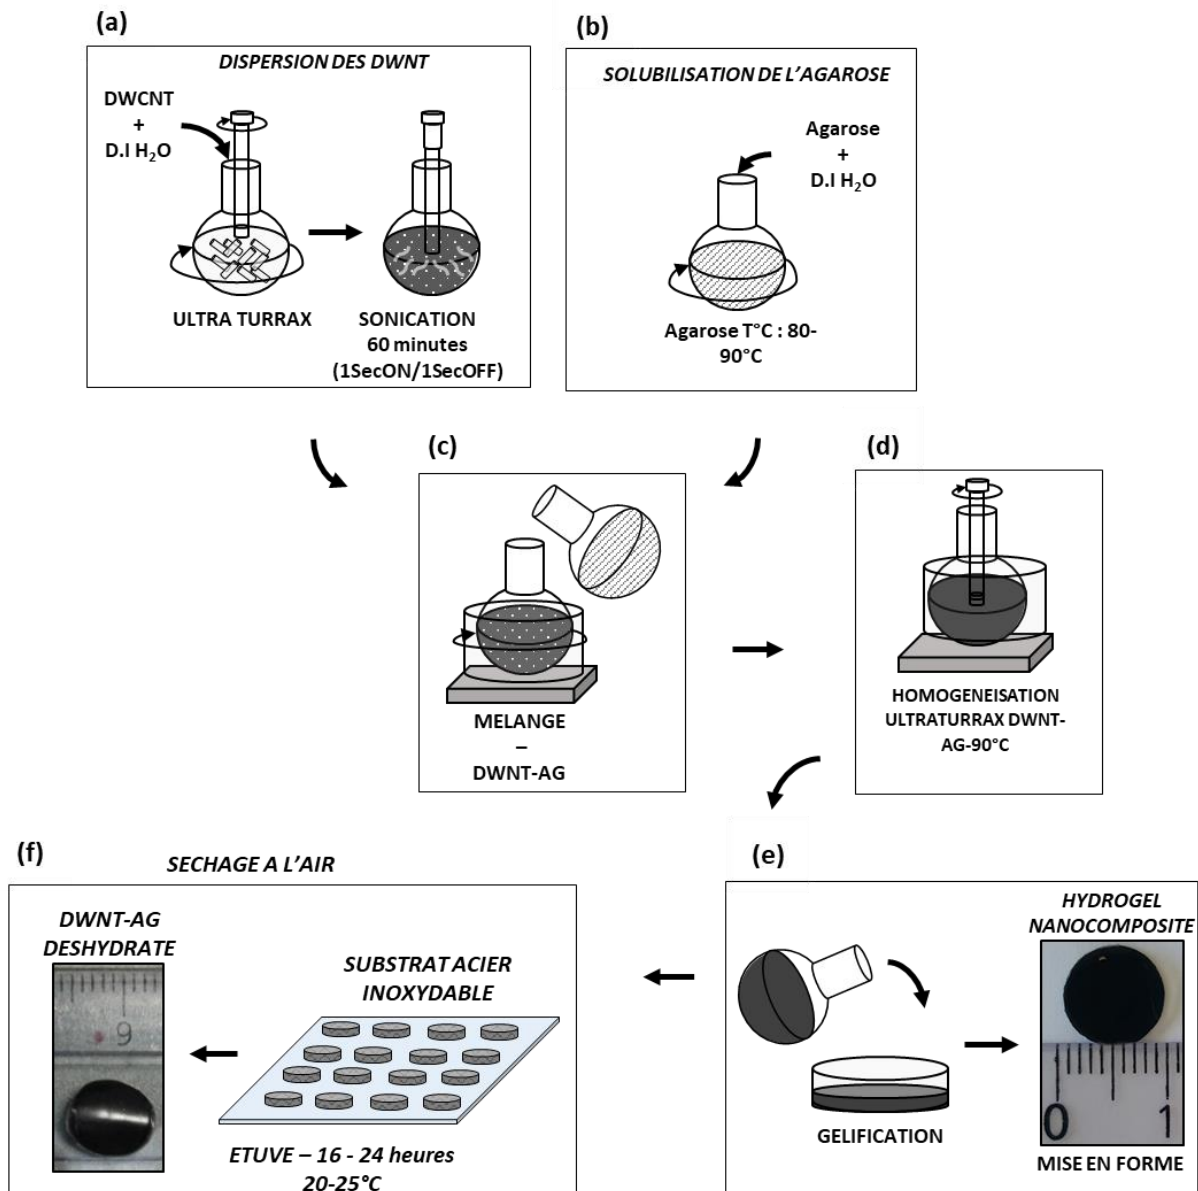 (a)
DISPERSION DES DWNT
DWCNT
+
D.I H₂O
ULTRA TURRAX
SONICATION
60 minutes
(1SecON/1SecOFF)
(b)
SOLUBILISATION DE L’AGAROSE
Agarose
+
D.I H₂O
Agarose T°C : 80-
90°C
(c)
MELANGE
–
DWNT-AG
(d)
HOMOGENEISATION
ULTRATURRAX DWNT-
AG-90°C
(f)
SECHAGE A L’AIR
DWNT-AG
DESHYDRATE
9
SUBSTRAT ACIER
INOXYDABLE
ETUVE – 16 - 24 heures
20-25°C
(e)
HYDROGEL
NANOCOMPOSITE
0 1
GELIFICATION
MISE EN FORME